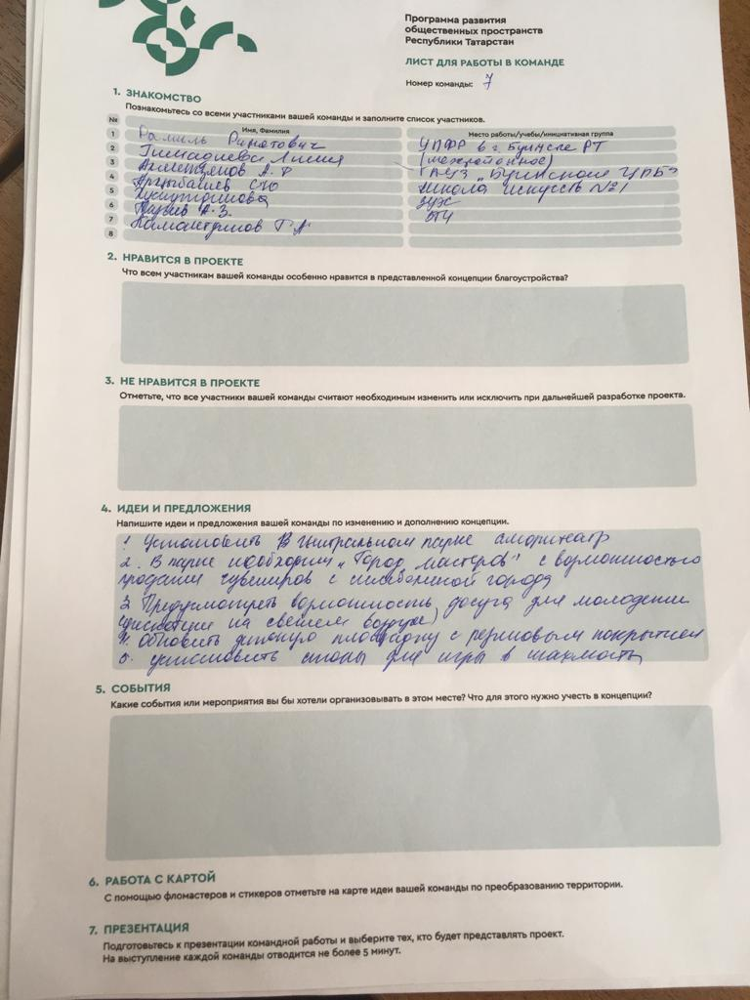 Программа развития
общественных пространств
Республики Татарстан
ЛИСТ ДЛЯ РАБОТЫ В КОМАНДЕ
Номер команды: 7
1. ЗНАКОМСТВО
Познакомьтесь со всеми участниками вашей команды и заполните список участников.
№ Имя, Фамилия Место работы/учебы/инициативная группа
1 Рамиль Ринатович УПФР в г. Буинске РТ
2 Гимадиева Лилия (межрайонное)
3 Ахметзянов А. Ф ГАУЗ "Буинская ЦРБ"
4 школа искусств №1
5
6 А.З.
7 Камалтдинов Г А
8
2. НРАВИТСЯ В ПРОЕКТЕ
Что всем участникам вашей команды особенно нравится в представленной концепции благоустройства?
3. НЕ НРАВИТСЯ В ПРОЕКТЕ
Отметьте, что все участники вашей команды считают необходимым изменить или исключить при дальнейшей разработке проекта.
4. ИДЕИ И ПРЕДЛОЖЕНИЯ
Напишите идеи и предложения вашей команды по изменению и дополнению концепции.
1. Установить в центральном парке
2. В парке необходим "Город мастеров" с возможностью
продажи сувениров с символикой города
3. Предусмотреть возможность досуга для молодежи
(дискотеки на свежем воздухе)
4. Обновить детскую площадку с резиновым покрытием
5. установить столы для игры в шахматы
5. СОБЫТИЯ
Какие события или мероприятия вы бы хотели организовывать в этом месте? Что для этого нужно учесть в концепции?
6. РАБОТА С КАРТОЙ
С помощью фломастеров и стикеров отметьте на карте идеи вашей команды по преобразованию территории.
7. ПРЕЗЕНТАЦИЯ
Подготовьтесь к презентации командной работы и выберите тех, кто будет представлять проект.
На выступление каждой команды отводится не более 5 минут.